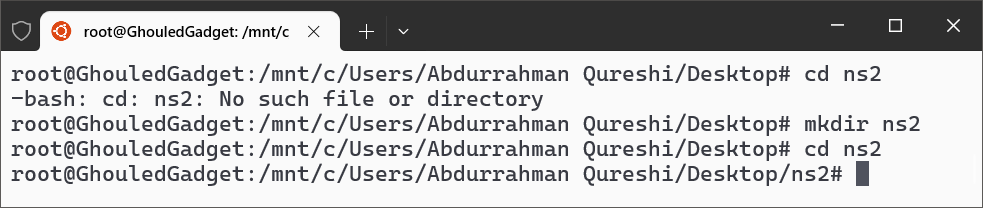 root@GhouledGadget: /mnt/c
root@GhouledGadget:/mnt/c/Users/Abdurrahman Qureshi/Desktop# cd ns2
-bash: cd: ns2: No such file or directory
root@GhouledGadget:/mnt/c/Users/Abdurrahman Qureshi/Desktop# mkdir ns2
root@GhouledGadget:/mnt/c/Users/Abdurrahman Qureshi/Desktop# cd ns2
root@GhouledGadget:/mnt/c/Users/Abdurrahman Qureshi/Desktop/ns2#